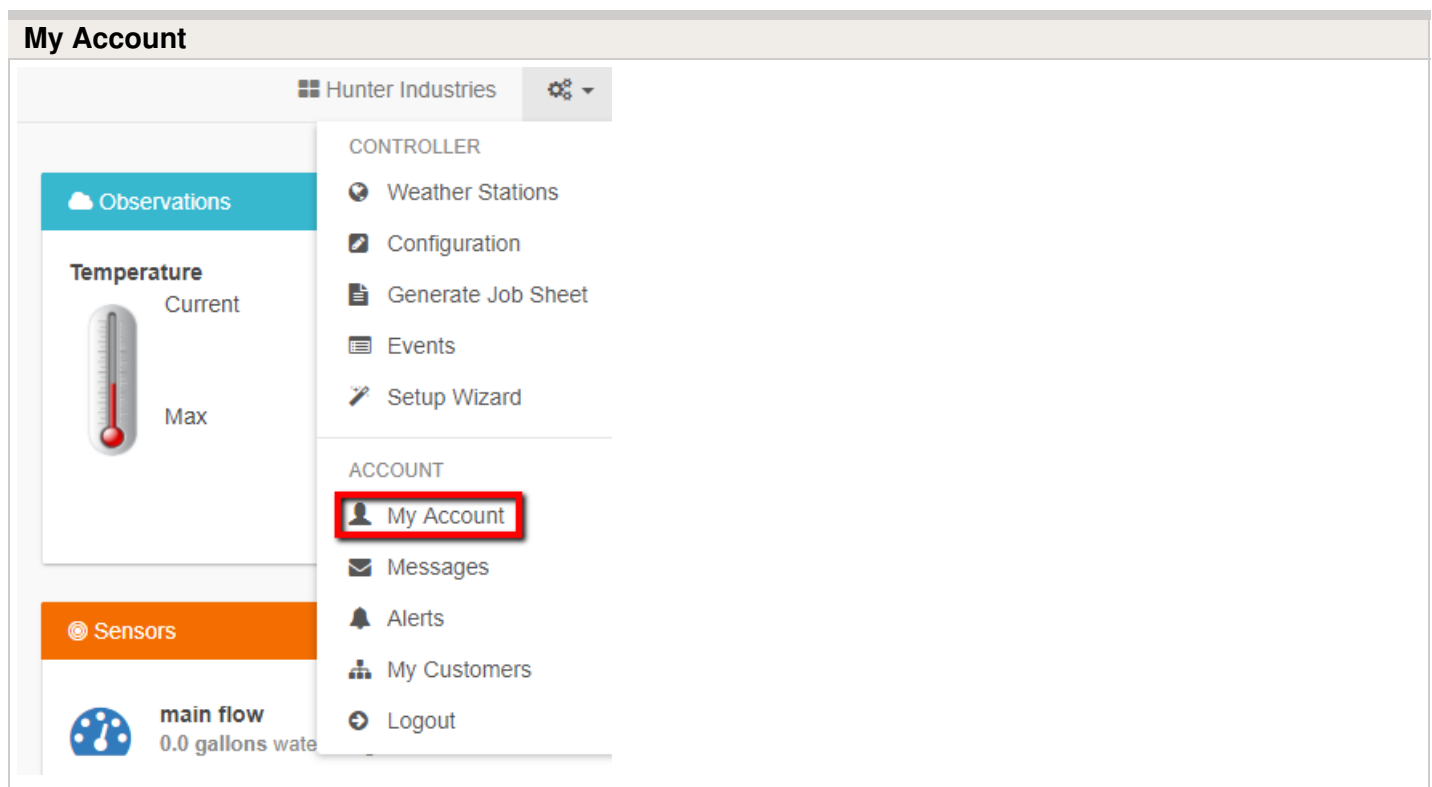 My Account
Hunter Industries
CONTROLLER
Weather Stations
Configuration
Generate Job Sheet
Events
Setup Wizard
ACCOUNT
My Account
Messages
Alerts
My Customers
Logout
Observations
Temperature
Current
Max
Sensors
main flow
0.0 gallons